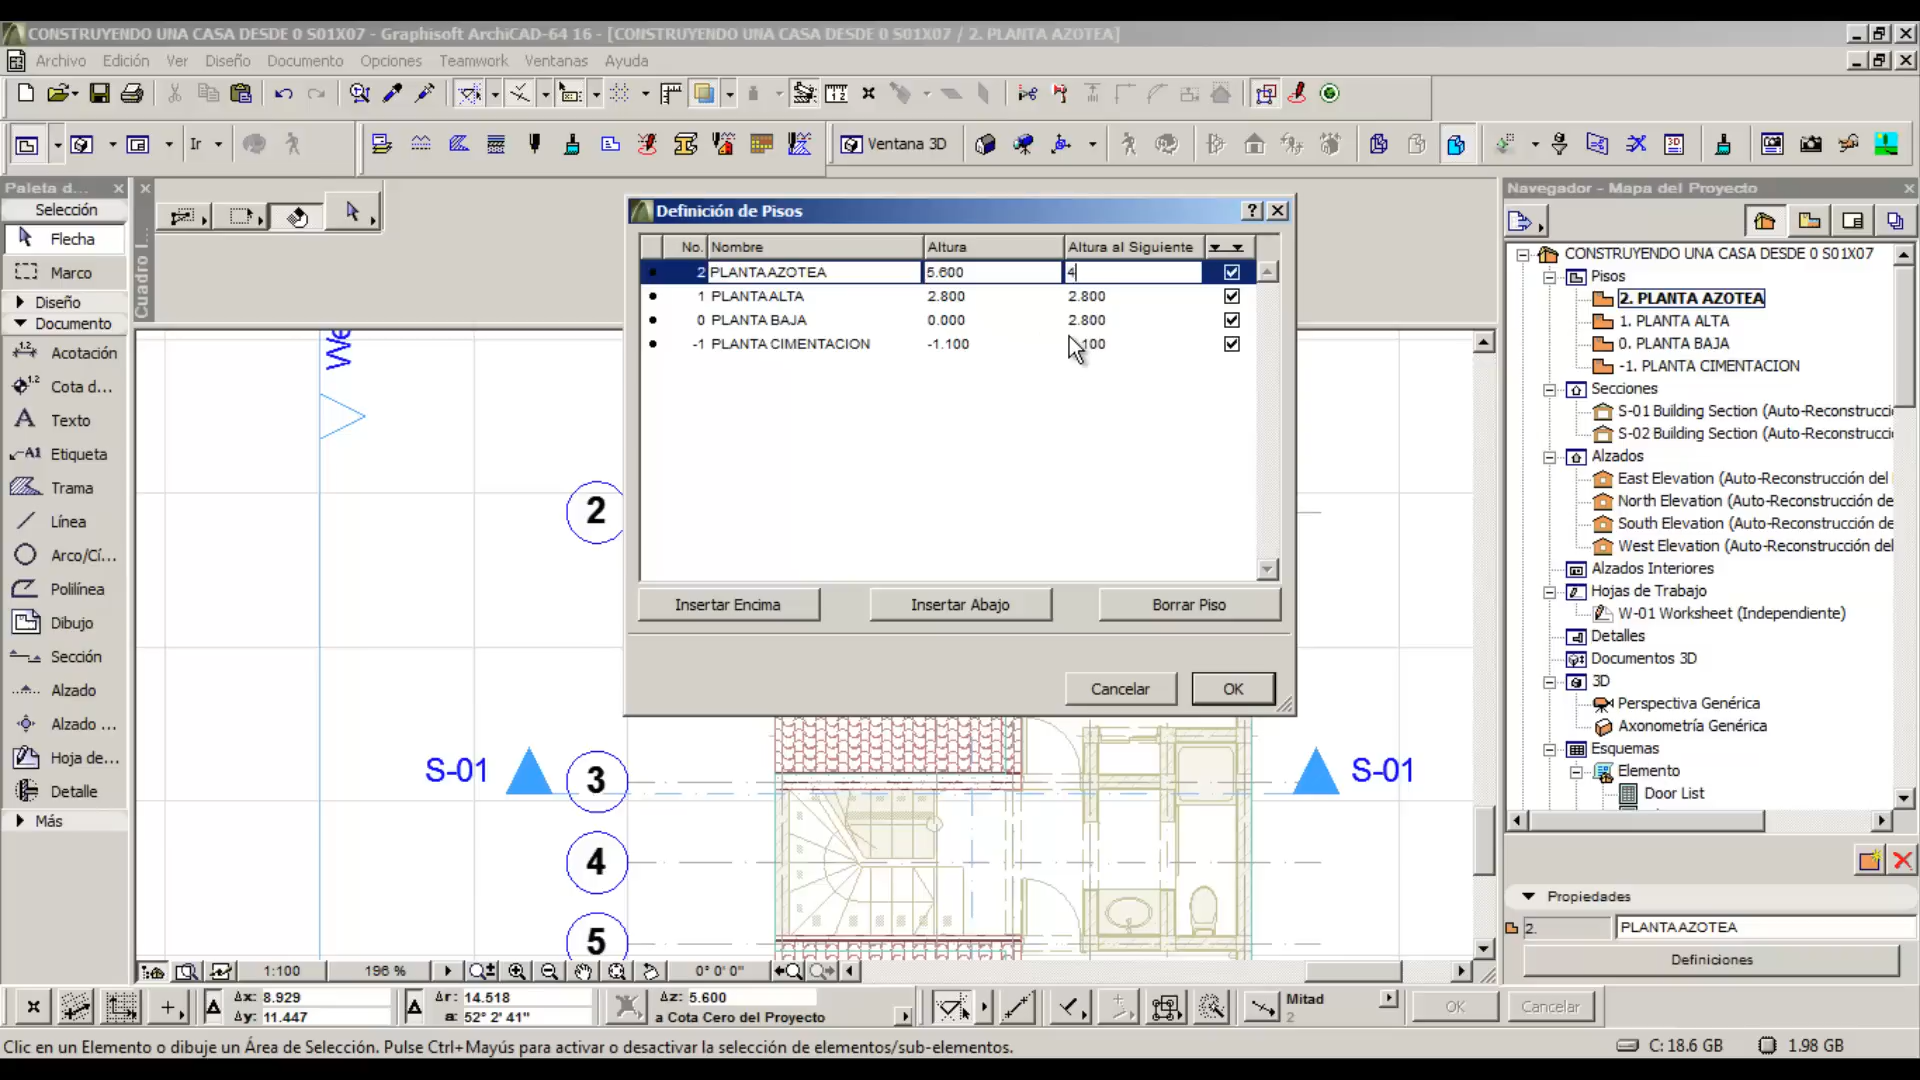 CONSTRUYENDO UNA CASA DESDE 0 S01X07 - Graphisoft ArchiCAD-64 16 - [CONSTRUYENDO UNA CASA DESDE 0 S01X07 / 2. PLANTA AZOTEA]
Archivo Edición Ver Diseño Documento Opciones Teamwork Ventanas Ayuda
Ir
Ventana 3D
Paleta d...
Selección
Flecha
Marco
Diseño
Documento
Acotación
Cota d...
Texto
Etiqueta
Trama
Línea
Arco/Cí...
Polilínea
Dibujo
Sección
Alzado
Alzado ...
Hoja de...
Detalle
Más
Cuadro I...
Definición de Pisos
No. Nombre Altura Altura al Siguiente
2 PLANTA AZOTEA 5.600 4
1 PLANTA ALTA 2.800 2.800
0 PLANTA BAJA 0.000 2.800
-1 PLANTA CIMENTACION -1.100 100
Insertar Encima Insertar Abajo Borrar Piso
Cancelar OK
We
2
S-01 3 S-01
4
5
Navegador - Mapa del Proyecto
CONSTRUYENDO UNA CASA DESDE 0 S01X07
Pisos
2. PLANTA AZOTEA
1. PLANTA ALTA
0. PLANTA BAJA
-1. PLANTA CIMENTACION
Secciones
S-01 Building Section (Auto-Reconstrucci
S-02 Building Section (Auto-Reconstrucci
Alzados
East Elevation (Auto-Reconstrucción del
North Elevation (Auto-Reconstrucción de
South Elevation (Auto-Reconstrucción de
West Elevation (Auto-Reconstrucción del
Alzados Interiores
Hojas de Trabajo
W-01 Worksheet (Independiente)
Detalles
Documentos 3D
3D
Perspectiva Genérica
Axonometría Genérica
Esquemas
Elemento
Door List
Propiedades
2. PLANTA AZOTEA
Definiciones
1:100 196 % 0° 0' 0"
Δx: 8.929 Δr: 14.518 Δz: 5.600
Δy: 11.447 a: 52° 2' 41" a Cota Cero del Proyecto
Mitad
2
OK Cancelar
Clic en un Elemento o dibuje un Área de Selección. Pulse Ctrl+Mayús para activar o desactivar la selección de elementos/sub-elementos.
C: 18.6 GB 1.98 GB